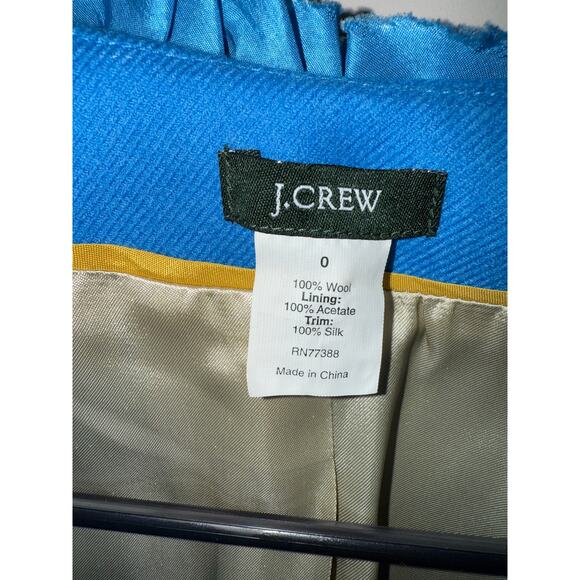 J.CREW
0
100% Wool
Lining:
100% Acetate
Trim:
100% Silk
RN77388
Made in China